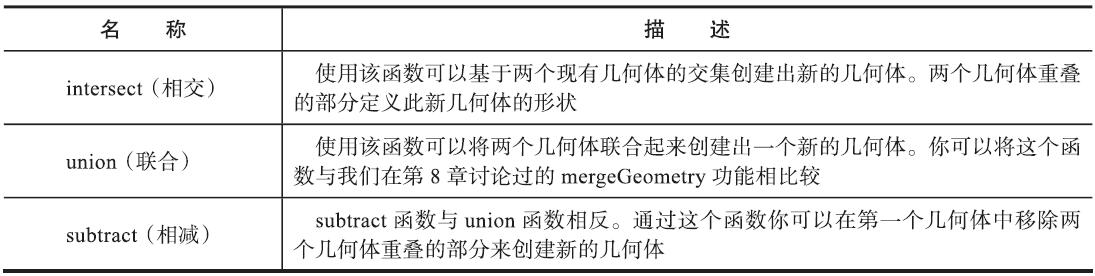 名 称 描 述
intersect（相交） 使用该函数可以基于两个现有几何体的交集创建出新的几何体。两个几何体重叠
的部分定义此新几何体的形状
union（联合） 使用该函数可以将两个几何体联合起来创建出一个新的几何体。你可以将这个函
数与我们在第 8 章讨论过的 mergeGeometry 功能相比较
subtract（相减） subtract 函数与 union 函数相反。通过这个函数你可以在第一个几何体中移除两
个几何体重叠的部分来创建新的几何体